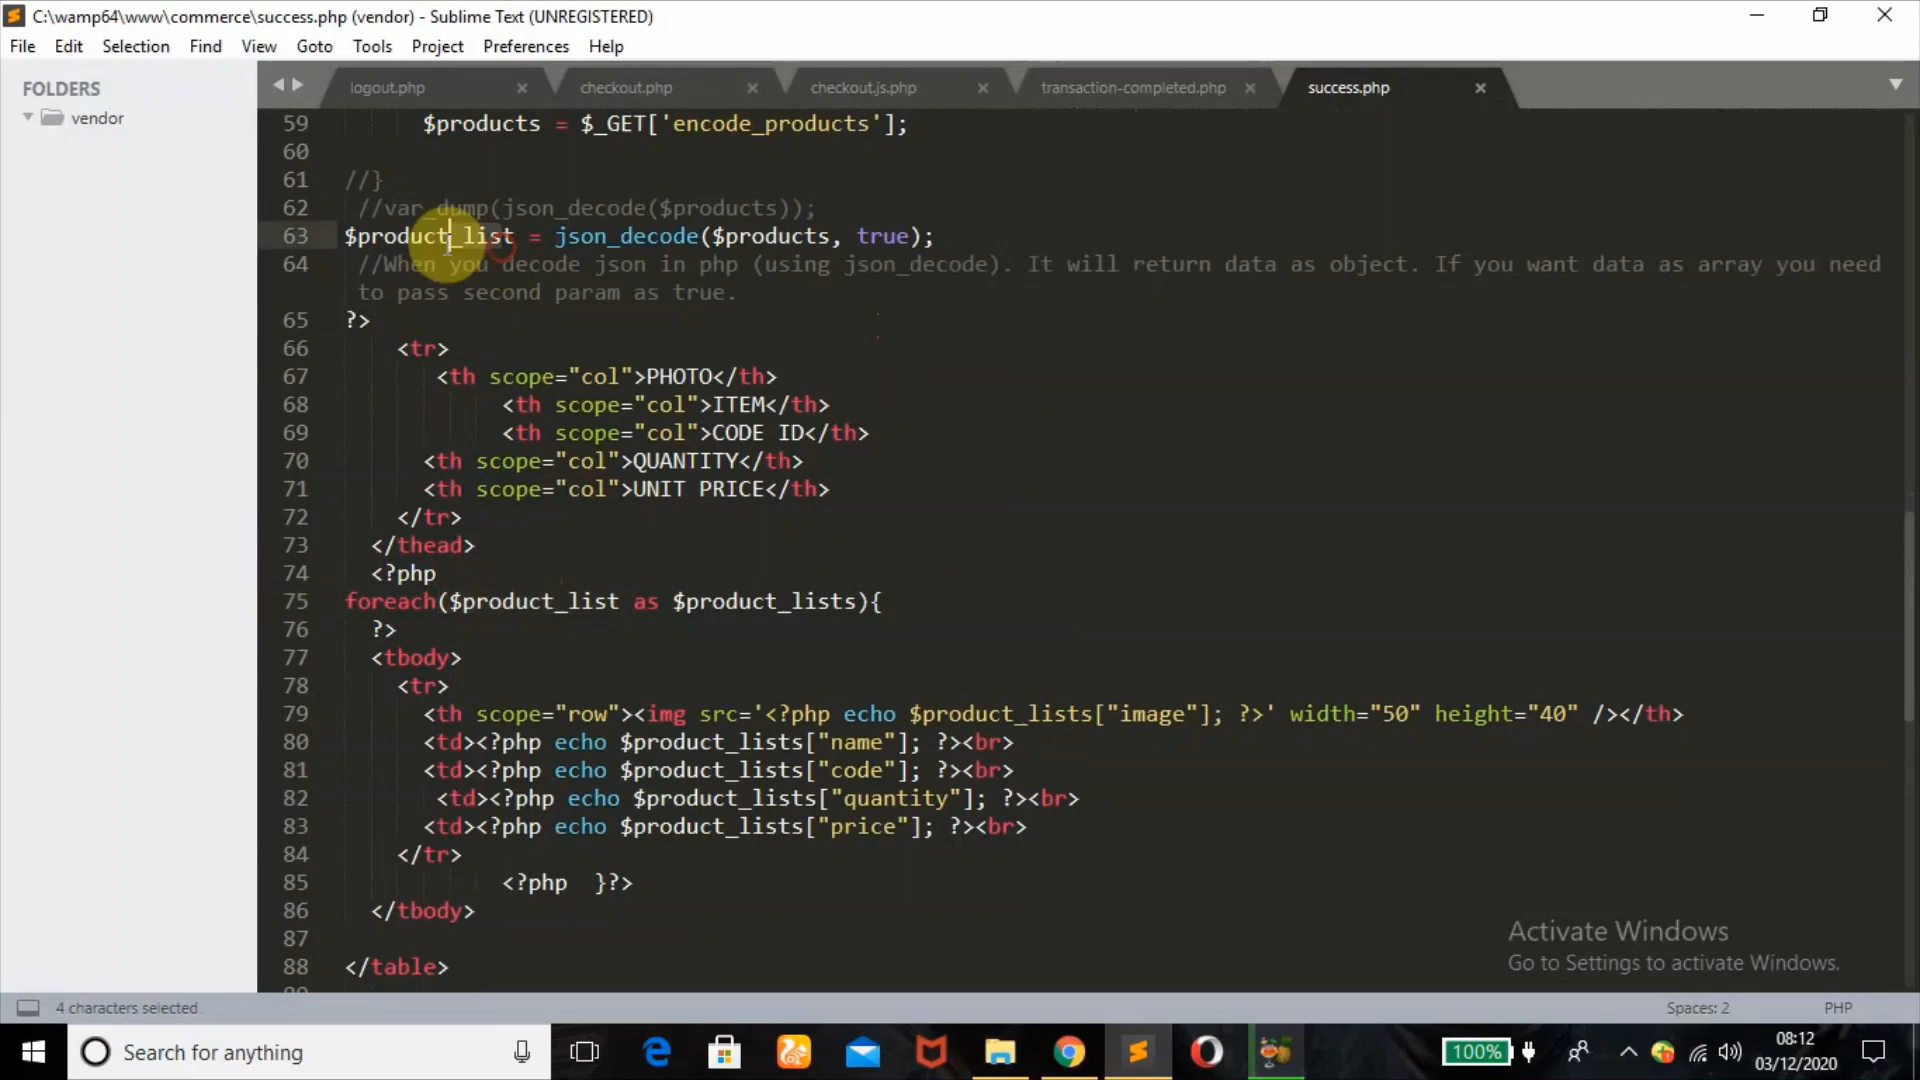 C:\wamp64\www\commerce\success.php (vendor) - Sublime Text (UNREGISTERED)
File Edit Selection Find View Goto Tools Project Preferences Help
FOLDERS
vendor
logout.php checkout.php checkout.js.php transaction-completed.php success.php
59 $products = $_GET['encode_products'];
60
61 //}
62 //var_dump(json_decode($products));
63 $product_list = json_decode($products, true);
64 //When you decode json in php (using json_decode). It will return data as object. If you want data as array you need
to pass second param as true.
65 ?>
66 <tr>
67 <th scope="col">PHOTO</th>
68 <th scope="col">ITEM</th>
69 <th scope="col">CODE ID</th>
70 <th scope="col">QUANTITY</th>
71 <th scope="col">UNIT PRICE</th>
72 </tr>
73 </thead>
74 <?php
75 foreach($product_list as $product_lists){
76 ?>
77 <tbody>
78 <tr>
79 <th scope="row"><img src='<?php echo $product_lists["image"]; ?>' width="50" height="40" /></th>
80 <td><?php echo $product_lists["name"]; ?><br>
81 <td><?php echo $product_lists["code"]; ?><br>
82 <td><?php echo $product_lists["quantity"]; ?><br>
83 <td><?php echo $product_lists["price"]; ?><br>
84 </tr>
85 <?php }?>
86 </tbody>
87
88 </table>
Activate Windows
Go to Settings to activate Windows.
4 characters selected Spaces: 2 PHP
Search for anything
100%
08:12
03/12/2020